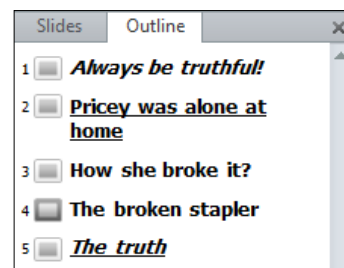 Slides Outline
1 Always be truthful!
2 Pricey was alone at
home
3 How she broke it?
4 The broken stapler
5 The truth